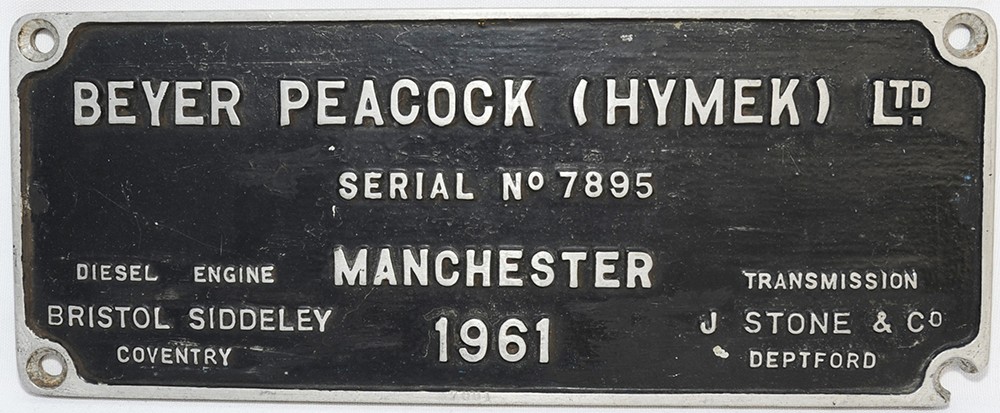 BEYER PEACOCK (HYMEK) LTD.
SERIAL No 7895
DIESEL ENGINE
BRISTOL SIDDELEY
COVENTRY
MANCHESTER
1961
TRANSMISSION
J STONE & Co
DEPTFORD